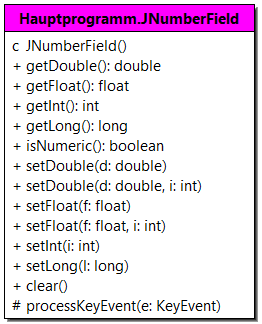 Hauptprogramm.JNumberField
c JNumberField()
+ getDouble(): double
+ getFloat(): float
+ getInt(): int
+ getLong(): long
+ isNumeric(): boolean
+ setDouble(d: double)
+ setDouble(d: double, i: int)
+ setFloat(f: float)
+ setFloat(f: float, i: int)
+ setInt(i: int)
+ setLong(l: long)
+ clear()
# processKeyEvent(e: KeyEvent)